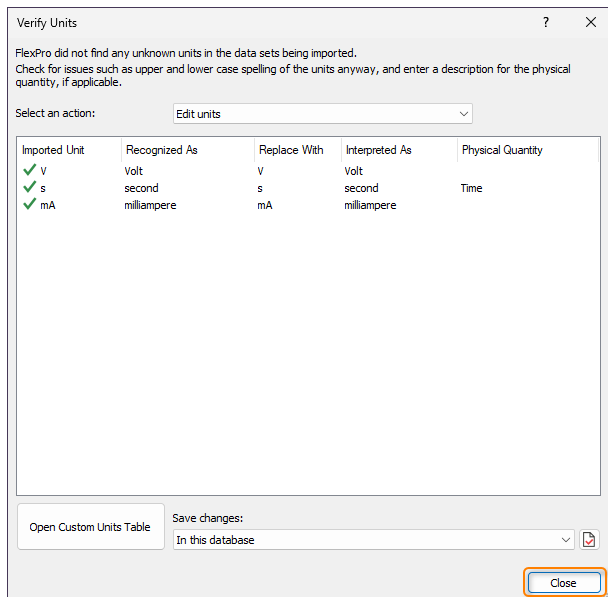 Verify Units
?
FlexPro did not find any unknown units in the data sets being imported.
Check for issues such as upper and lower case spelling of the units anyway, and enter a description for the physical
quantity, if applicable.
Select an action:
Edit units
Imported Unit Recognized As Replace With Interpreted As Physical Quantity
V Volt V Volt
s second s second Time
mA milliampere mA milliampere
Open Custom Units Table
Save changes:
In this database
Close